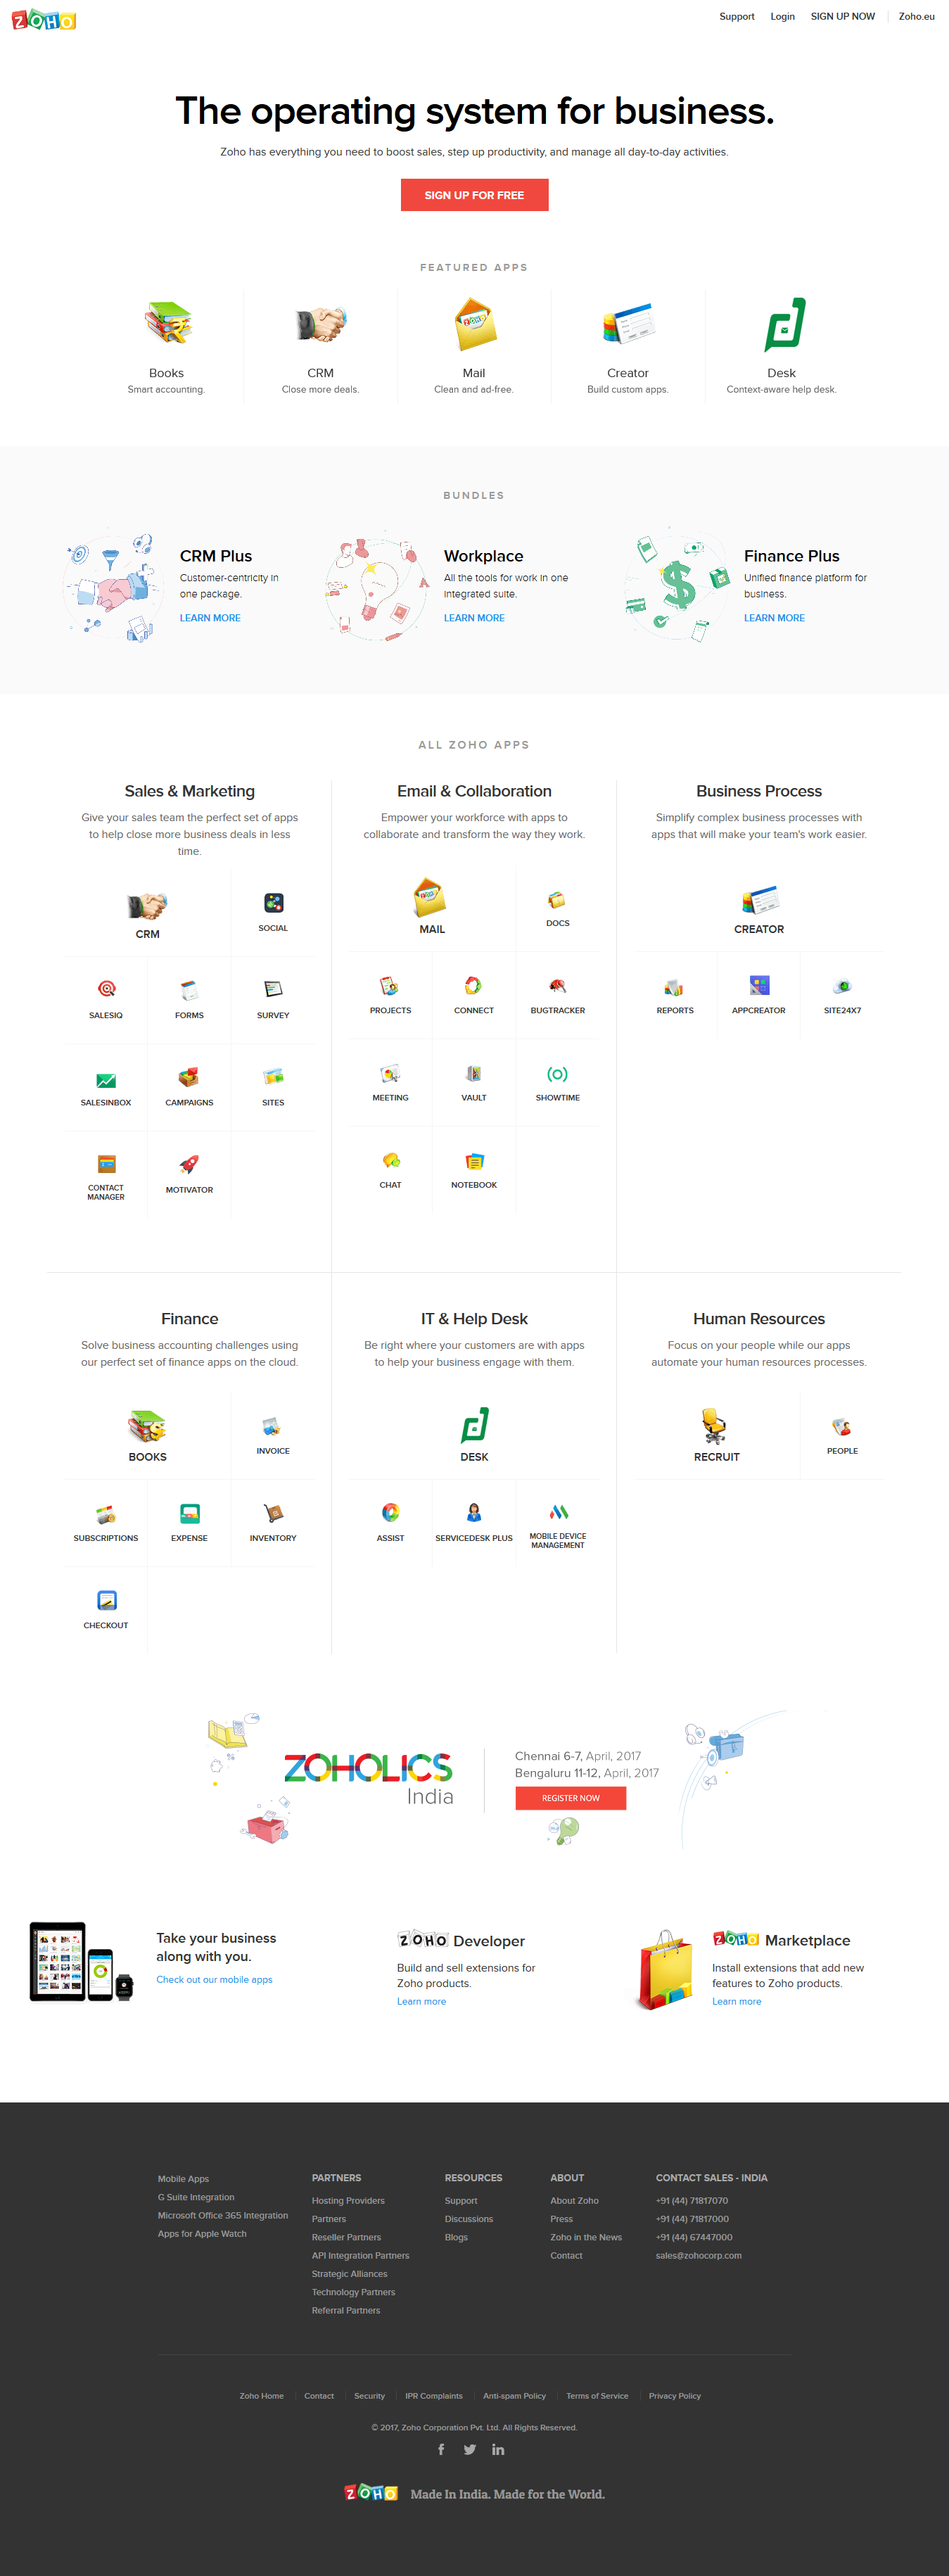 ZOHO
Support Login SIGN UP NOW Zoho.eu
The operating system for business.
Zoho has everything you need to boost sales, step up productivity, and manage all day-to-day activities.
SIGN UP FOR FREE
FEATURED APPS
Books
Smart accounting.
CRM
Close more deals.
Mail
Clean and ad-free.
Creator
Build custom apps.
Desk
Context-aware help desk.
BUNDLES
CRM Plus
Customer-centricity in
one package.
LEARN MORE
Workplace
All the tools for work in one
integrated suite.
LEARN MORE
Finance Plus
Unified finance platform for
business.
LEARN MORE
ALL ZOHO APPS
Sales & Marketing
Give your sales team the perfect set of apps
to help close more business deals in less
time.
CRM
SOCIAL
SALESIQ
FORMS
SURVEY
SALESINBOX
CAMPAIGNS
SITES
CONTACT
MANAGER
MOTIVATOR
Email & Collaboration
Empower your workforce with apps to
collaborate and transform the way they work.
MAIL
DOCS
PROJECTS
CONNECT
BUGTRACKER
MEETING
VAULT
SHOWTIME
CHAT
NOTEBOOK
Business Process
Simplify complex business processes with
apps that will make your team's work easier.
CREATOR
REPORTS
APPCREATOR
SITE24X7
Finance
Solve business accounting challenges using
our perfect set of finance apps on the cloud.
BOOKS
INVOICE
SUBSCRIPTIONS
EXPENSE
INVENTORY
CHECKOUT
IT & Help Desk
Be right where your customers are with apps
to help your business engage with them.
DESK
ASSIST
SERVICEDESK PLUS
MOBILE DEVICE
MANAGEMENT
Human Resources
Focus on your people while our apps
automate your human resources processes.
RECRUIT
PEOPLE
ZOHOLICS
India
Chennai 6-7, April, 2017
Bengaluru 11-12, April, 2017
REGISTER NOW
Take your business
along with you.
Check out our mobile apps
ZOHO Developer
Build and sell extensions for
Zoho products.
Learn more
ZOHO Marketplace
Install extensions that add new
features to Zoho products.
Learn more
Mobile Apps
G Suite Integration
Microsoft Office 365 Integration
Apps for Apple Watch
PARTNERS
Hosting Providers
Partners
Reseller Partners
API Integration Partners
Strategic Alliances
Technology Partners
Referral Partners
RESOURCES
Support
Discussions
Blogs
ABOUT
About Zoho
Press
Zoho in the News
Contact
CONTACT SALES - INDIA
+91 (44) 71817070
+91 (44) 71817000
+91 (44) 67447000
sales@zohocorp.com
Zoho Home Contact Security IPR Complaints Anti-spam Policy Terms of Service Privacy Policy
© 2017, Zoho Corporation Pvt. Ltd. All Rights Reserved.
ZOHO Made In India. Made for the World.